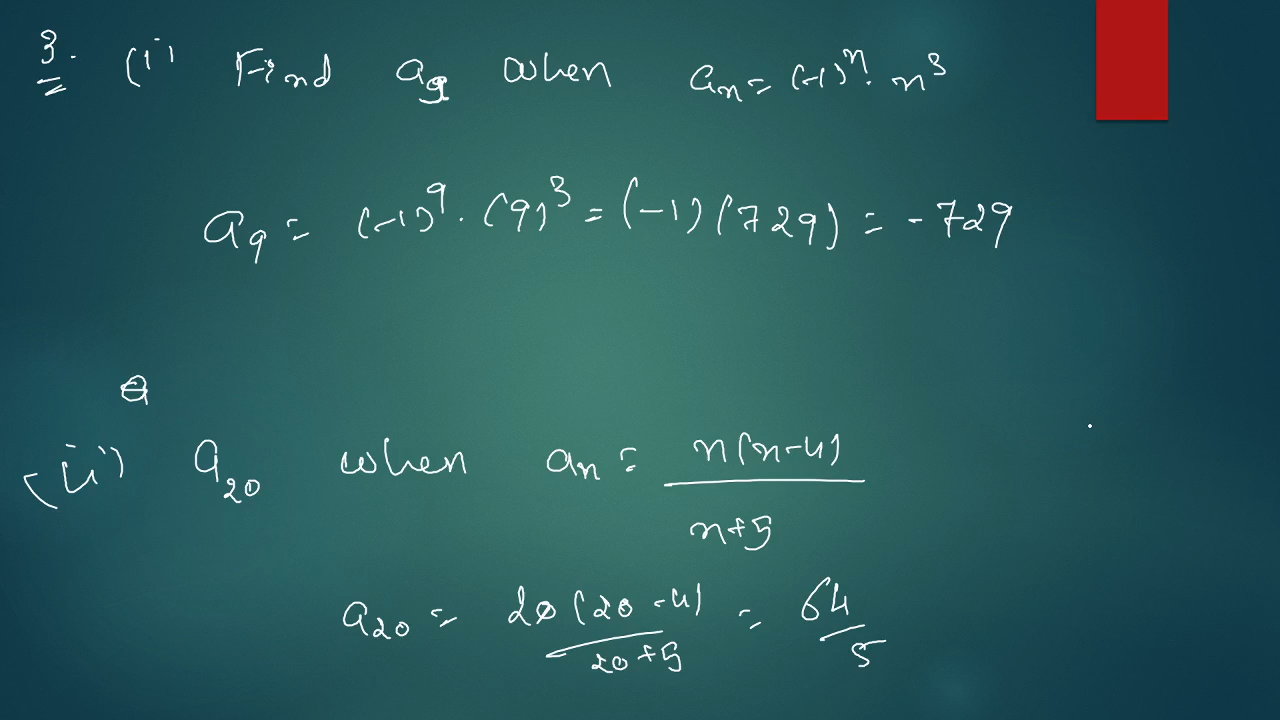 3. (i) Find a₉ when aₙ = (-1)ⁿ. n³
a₉ = (-1)⁹. (9)³ = (-1) (729) = -729
a
(ii) a₂₀ when aₙ = n(n-4) / n+5
a₂₀ = 20(20-4) / 20+5 = 64/5